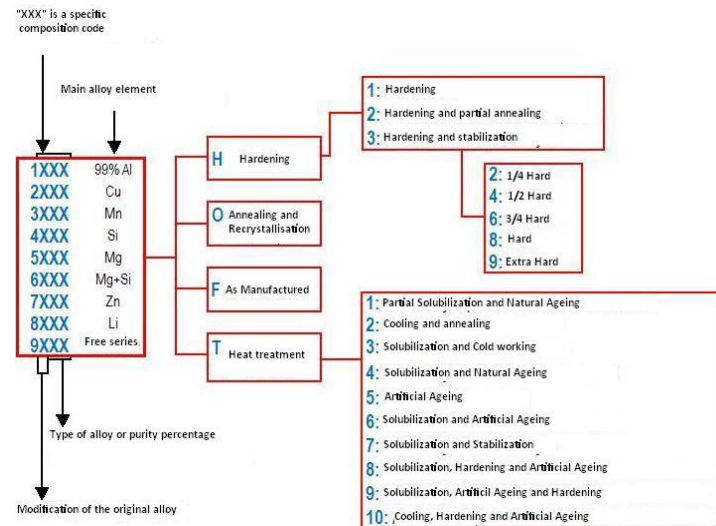 "XXX" is a specific
composition code
Main alloy element
1XXX 99% Al
2XXX Cu
3XXX Mn
4XXX Si
5XXX Mg
6XXX Mg+Si
7XXX Zn
8XXX Li
9XXX Free series.
Type of alloy or purity percentage
Modification of the original alloy
H Hardening
O Annealing and
Recrystallisation
F As Manufactured
T Heat treatment
1: Hardening
2: Hardening and partial annealing
3: Hardening and stabilization
2: 1/4 Hard
4: 1/2 Hard
6: 3/4 Hard
8: Hard
9: Extra Hard
1: Partial Solubilization and Natural Ageing
2: Cooling and annealing
3: Solubilization and Cold working
4: Solubilization and Natural Ageing
5: Artificial Ageing
6: Solubilization and Artificial Ageing
7: Solubilization and Stabilization
8: Solubilization, Hardening and Artificial Ageing
9: Solubilization, Artificil Ageing and Hardening
10: Cooling, Hardening and Artificial Ageing